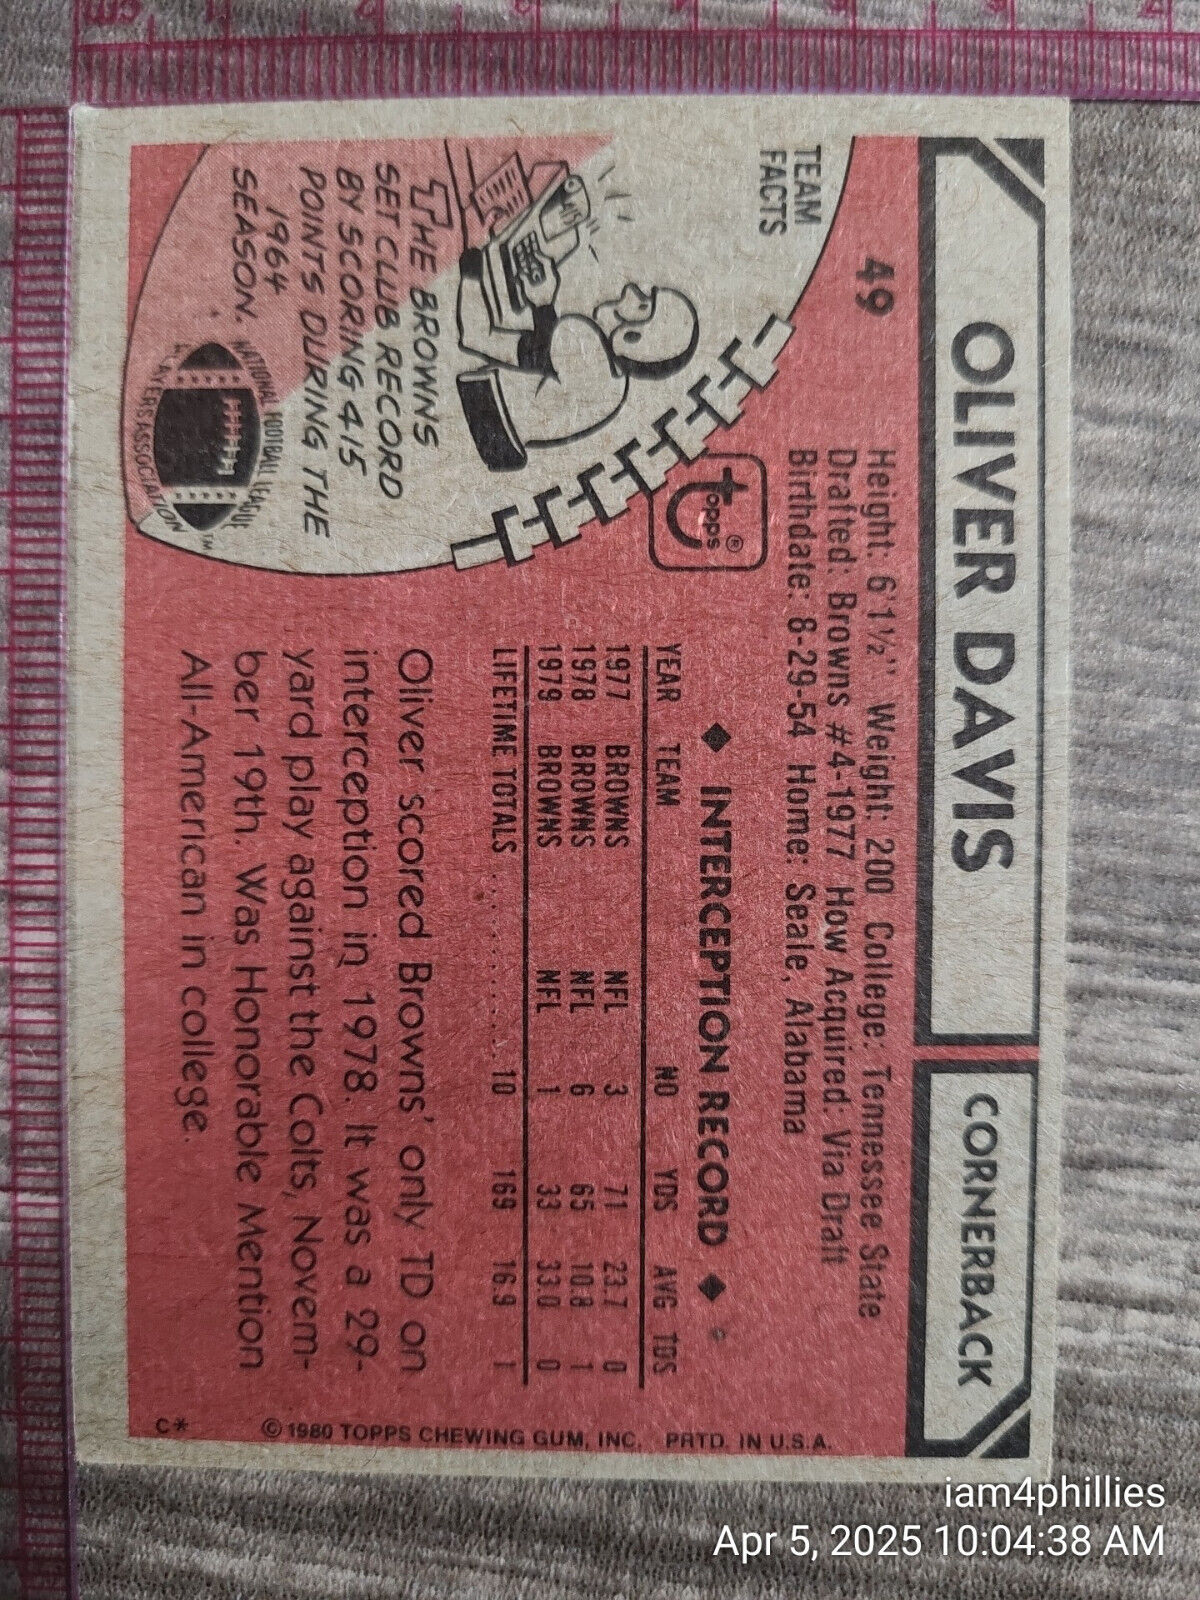 OLIVER DAVIS
CORNERBACK
49
Height: 6'1½" Weight: 200 College: Tennessee State
Drafted: Browns #4-1977 How Acquired: Via Draft
Birthdate: 8-29-54 Home: Seale, Alabama
TEAM
FACTS
topps®
◆ INTERCEPTION RECORD ◆
YEAR TEAM NO YDS AVG TDS
1977 BROWNS NFL 3 71 23.7 0
1978 BROWNS NFL 6 65 10.8 1
1979 BROWNS NFL 1 33 33.0 0
LIFETIME TOTALS 10 169 16.9 1
THE BROWNS
SET CLUB RECORD
BY SCORING 415
POINTS DURING THE
1964
SEASON.
NATIONAL FOOTBALL LEAGUE
PLAYERS ASSOCIATION™
Oliver scored Browns' only TD on
interception in 1978. It was a 29-
yard play against the Colts, Novem-
ber 19th. Was Honorable Mention
All-American in college.
C* © 1980 TOPPS CHEWING GUM, INC. PRTD. IN U.S.A.
iam4phillies
Apr 5, 2025 10:04:38 AM